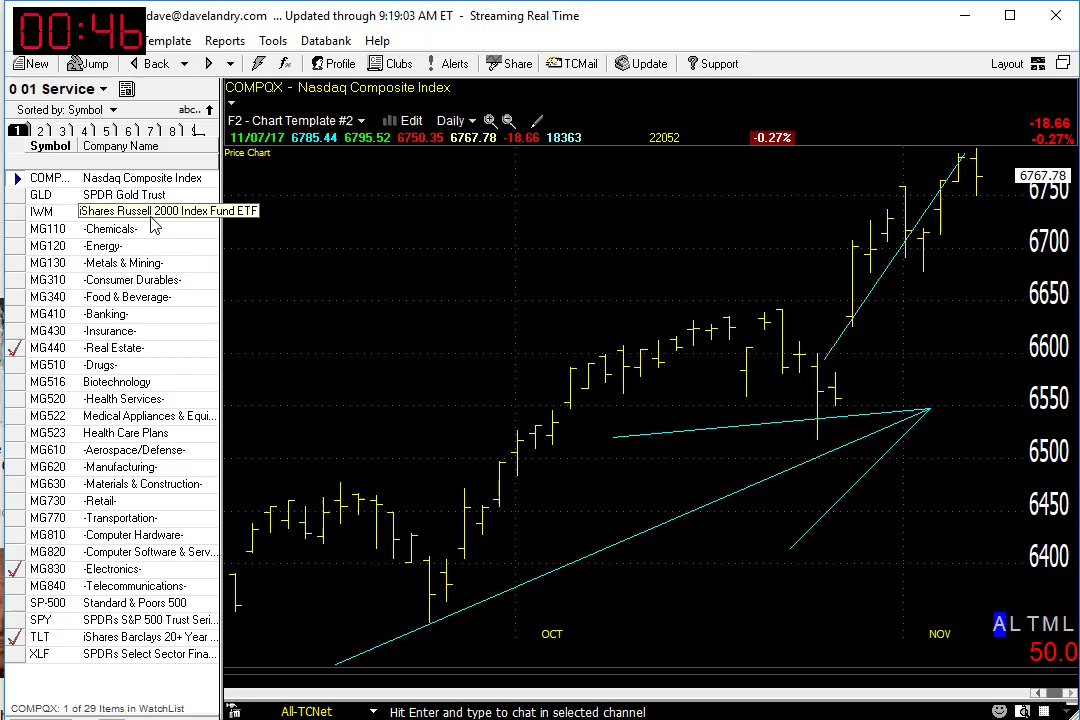 00:46
dave@davelandry.com ... Updated through 9:19:03 AM ET - Streaming Real Time
Template Reports Tools Databank Help
New Jump Back Profile Clubs Alerts Share TCMail Update Support Layout
0 01 Service
Sorted by: Symbol abc..
1 2 3 4 5 6 7 8
Symbol Company Name
COMP... Nasdaq Composite Index
GLD SPDR Gold Trust
IWM iShares Russell 2000 Index Fund ETF
MG110 -Chemicals-
MG120 -Energy-
MG130 -Metals & Mining-
MG310 -Consumer Durables-
MG340 -Food & Beverage-
MG410 -Banking-
MG430 -Insurance-
MG440 -Real Estate-
MG510 -Drugs-
MG516 Biotechnology
MG520 -Health Services-
MG522 Medical Appliances & Equi...
MG523 Health Care Plans
MG610 -Aerospace/Defense-
MG620 -Manufacturing-
MG630 -Materials & Construction-
MG730 -Retail-
MG770 -Transportation-
MG810 -Computer Hardware-
MG820 -Computer Software & Serv...
MG830 -Electronics-
MG840 -Telecommunications-
SP-500 Standard & Poors 500
SPY SPDRs S&P 500 Trust Seri...
TLT iShares Barclays 20+ Year ...
XLF SPDRs Select Sector Fina...
COMPQX: 1 of 29 Items in WatchList
COMPQX - Nasdaq Composite Index
F2 - Chart Template #2 Edit Daily
11/07/17 6785.44 6795.52 6750.35 6767.78 -18.66 18363 22052 -0.27%
-18.66
-0.27%
Price Chart
6767.78
6750
6700
6650
6600
6550
6500
6450
6400
OCT NOV
A L T M L
50.0
All-TCNet Hit Enter and type to chat in selected channel